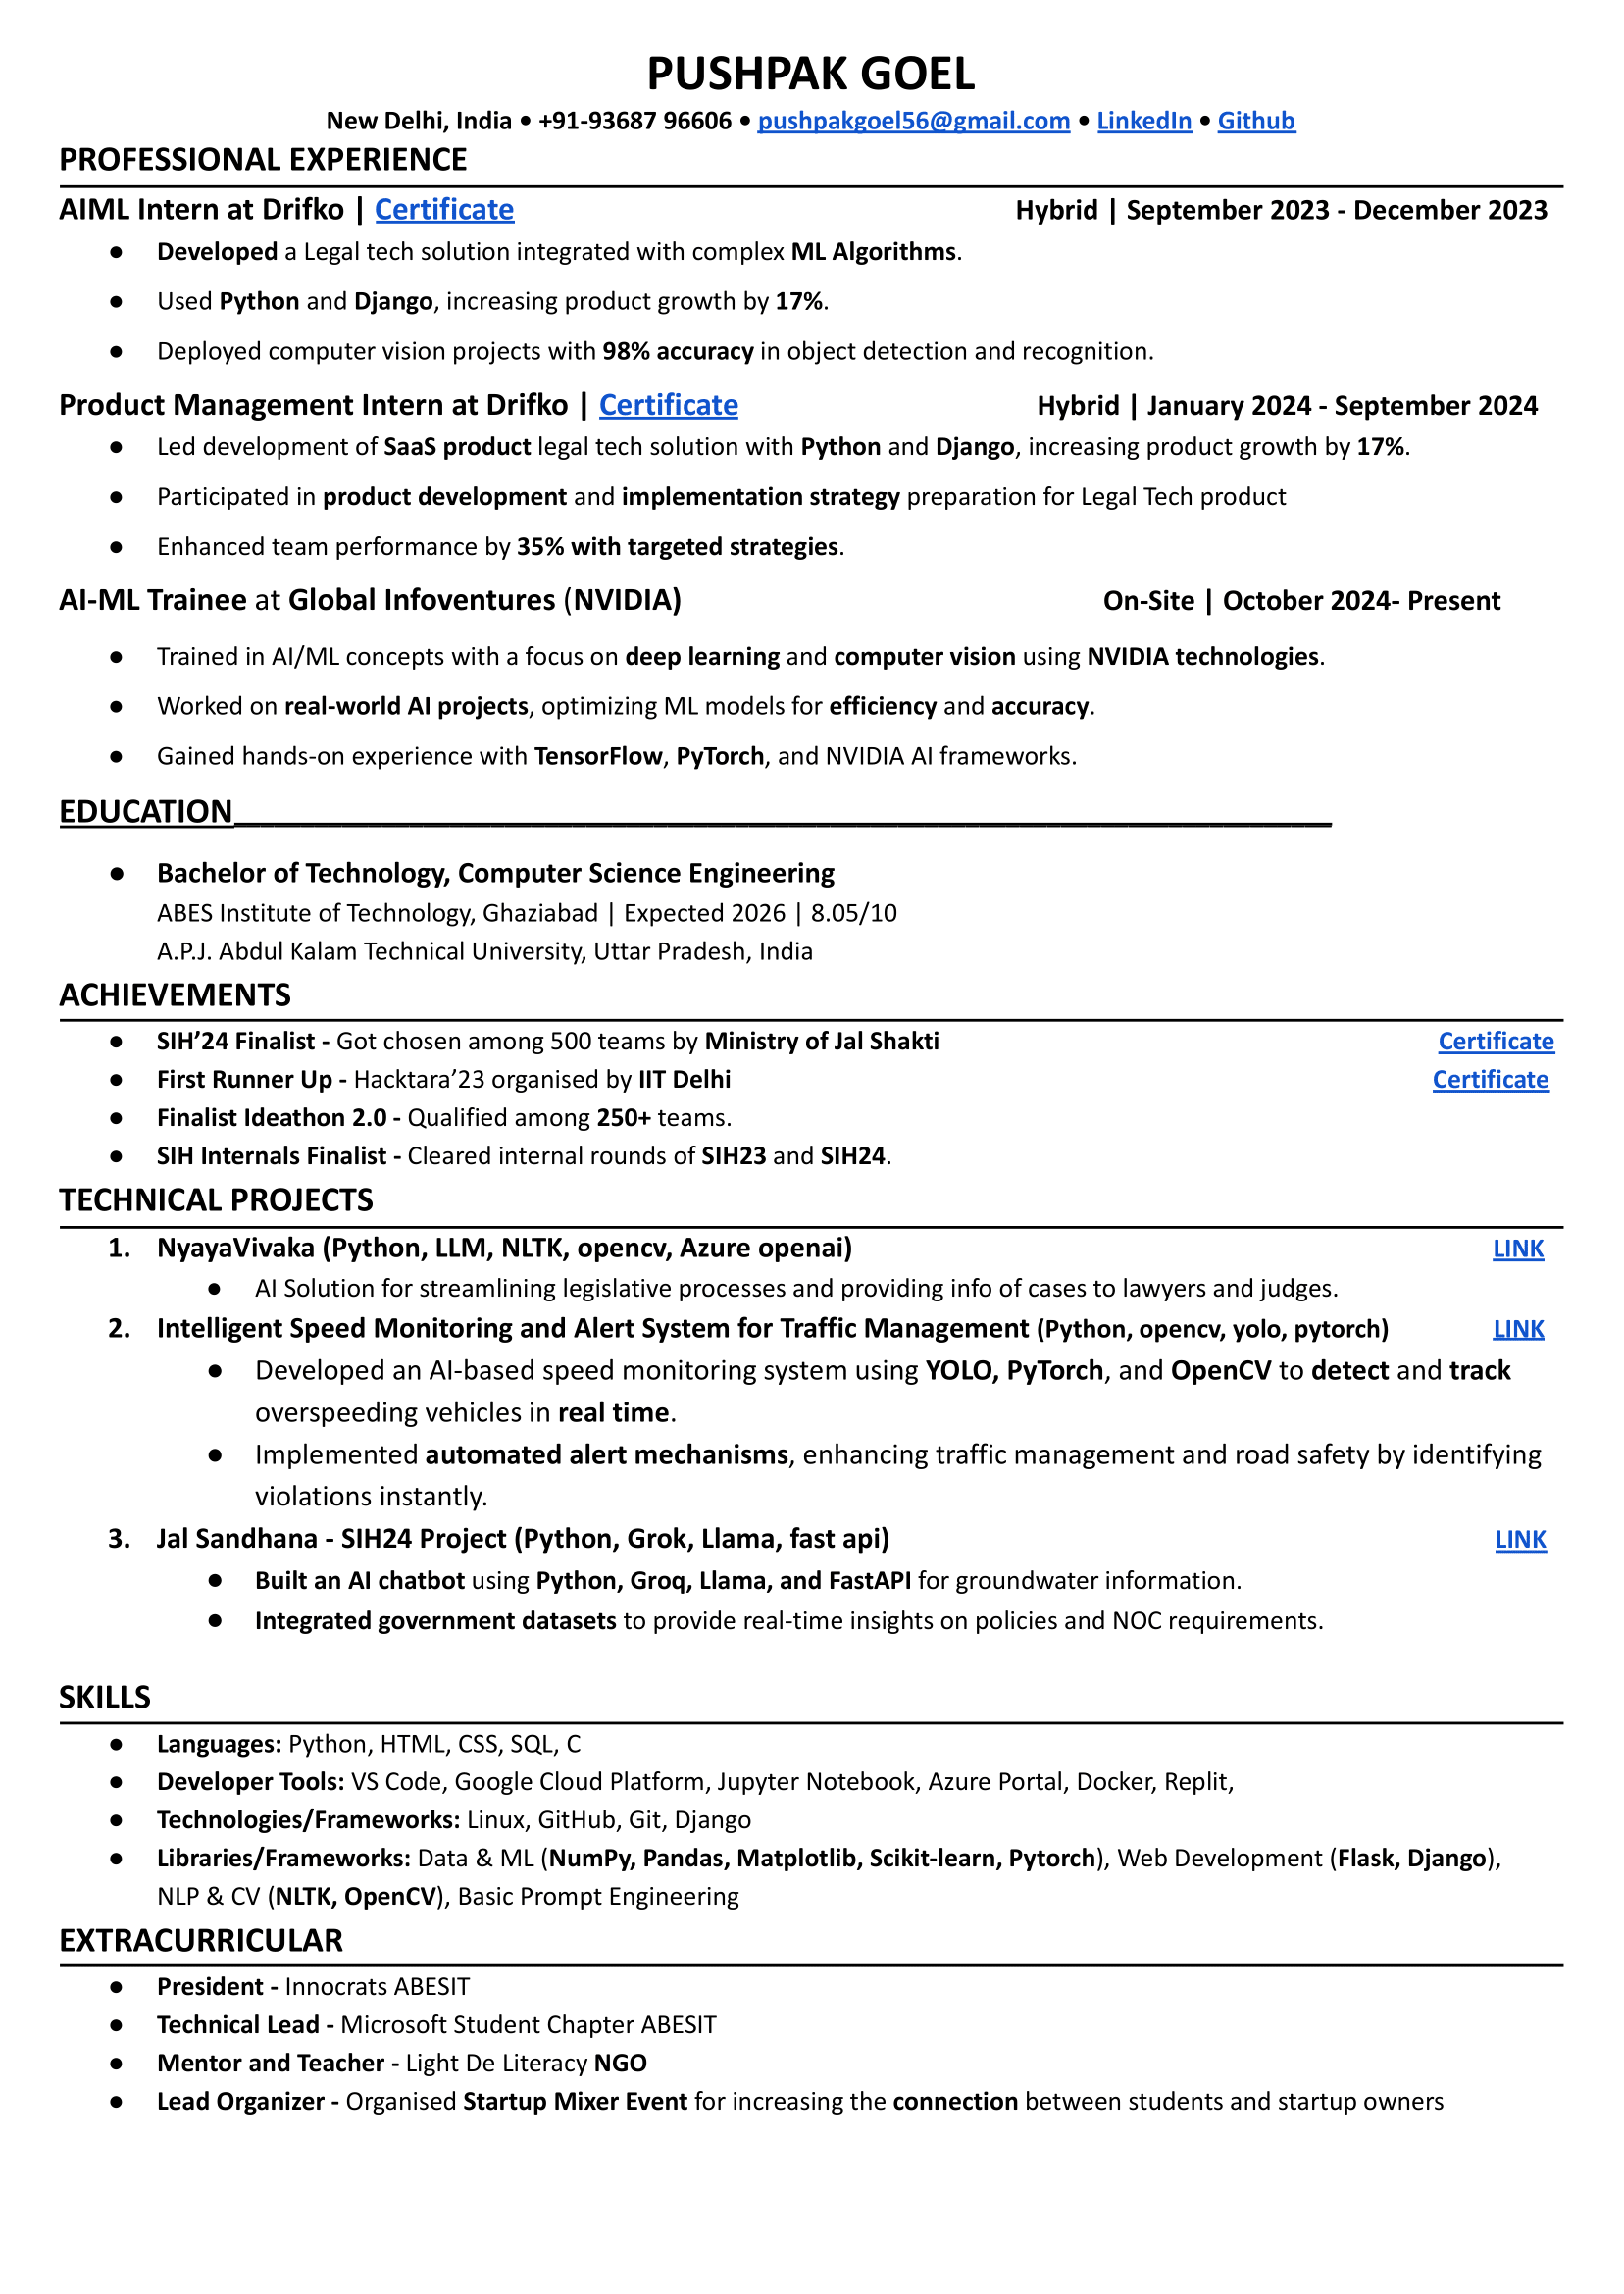 PUSHPAK GOEL
New Delhi, India • +91-93687 96606 • pushpakgoel56@gmail.com • LinkedIn • Github
PROFESSIONAL EXPERIENCE
AIML Intern at Drifko | Certificate Hybrid | September 2023 - December 2023
● Developed a Legal tech solution integrated with complex ML Algorithms.
● Used Python and Django, increasing product growth by 17%.
● Deployed computer vision projects with 98% accuracy in object detection and recognition.
Product Management Intern at Drifko | Certificate Hybrid | January 2024 - September 2024
● Led development of SaaS product legal tech solution with Python and Django, increasing product growth by 17%.
● Participated in product development and implementation strategy preparation for Legal Tech product
● Enhanced team performance by 35% with targeted strategies.
AI-ML Trainee at Global Infoventures (NVIDIA) On-Site | October 2024- Present
● Trained in AI/ML concepts with a focus on deep learning and computer vision using NVIDIA technologies.
● Worked on real-world AI projects, optimizing ML models for efficiency and accuracy.
● Gained hands-on experience with TensorFlow, PyTorch, and NVIDIA AI frameworks.
EDUCATION
● Bachelor of Technology, Computer Science Engineering
ABES Institute of Technology, Ghaziabad | Expected 2026 | 8.05/10
A.P.J. Abdul Kalam Technical University, Uttar Pradesh, India
ACHIEVEMENTS
● SIH’24 Finalist - Got chosen among 500 teams by Ministry of Jal Shakti Certificate
● First Runner Up - Hacktara’23 organised by IIT Delhi Certificate
● Finalist Ideathon 2.0 - Qualified among 250+ teams.
● SIH Internals Finalist - Cleared internal rounds of SIH23 and SIH24.
TECHNICAL PROJECTS
1. NyayaVivaka (Python, LLM, NLTK, opencv, Azure openai) LINK
● AI Solution for streamlining legislative processes and providing info of cases to lawyers and judges.
2. Intelligent Speed Monitoring and Alert System for Traffic Management (Python, opencv, yolo, pytorch) LINK
● Developed an AI-based speed monitoring system using YOLO, PyTorch, and OpenCV to detect and track
overspeeding vehicles in real time.
● Implemented automated alert mechanisms, enhancing traffic management and road safety by identifying
violations instantly.
3. Jal Sandhana - SIH24 Project (Python, Grok, Llama, fast api) LINK
● Built an AI chatbot using Python, Groq, Llama, and FastAPI for groundwater information.
● Integrated government datasets to provide real-time insights on policies and NOC requirements.
SKILLS
● Languages: Python, HTML, CSS, SQL, C
● Developer Tools: VS Code, Google Cloud Platform, Jupyter Notebook, Azure Portal, Docker, Replit,
● Technologies/Frameworks: Linux, GitHub, Git, Django
● Libraries/Frameworks: Data & ML (NumPy, Pandas, Matplotlib, Scikit-learn, Pytorch), Web Development (Flask, Django),
NLP & CV (NLTK, OpenCV), Basic Prompt Engineering
EXTRACURRICULAR
● President - Innocrats ABESIT
● Technical Lead - Microsoft Student Chapter ABESIT
● Mentor and Teacher - Light De Literacy NGO
● Lead Organizer - Organised Startup Mixer Event for increasing the connection between students and startup owners